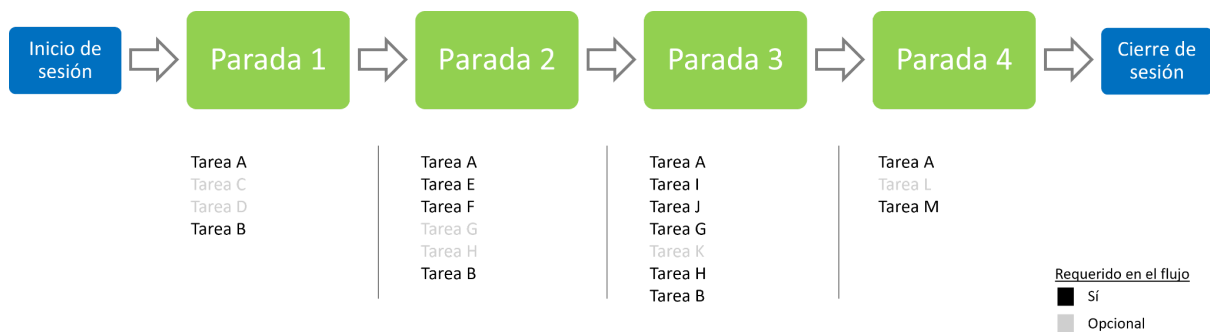 Inicio de
sesión
Parada 1
Parada 2
Parada 3
Parada 4
Cierre de
sesión
Tarea A
Tarea C
Tarea D
Tarea B
Tarea A
Tarea E
Tarea F
Tarea G
Tarea H
Tarea B
Tarea A
Tarea I
Tarea J
Tarea G
Tarea K
Tarea H
Tarea B
Tarea A
Tarea L
Tarea M
Requerido en el flujo
Sí
Opcional